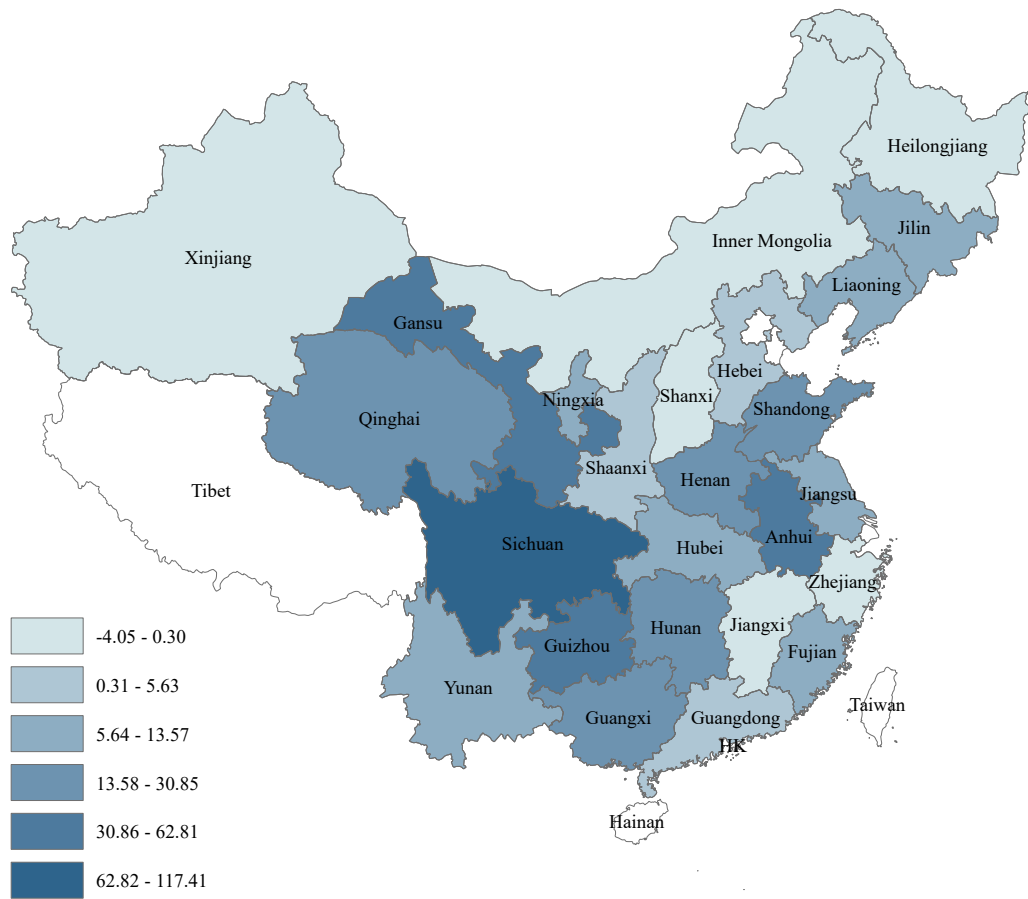 Heilongjiang
Jilin
Inner Mongolia
Xinjiang
Liaoning
Gansu
Hebei
Shanxi
Ningxia
Shandong
Qinghai
Shaanxi
Henan
Tibet
Jiangsu
Anhui
Sichuan
Hubei
Zhejiang
Jiangxi
Hunan
Guizhou
Fujian
Yunan
Taiwan
Guangxi
Guangdong
HK
Hainan
-4.05 - 0.30
0.31 - 5.63
5.64 - 13.57
13.58 - 30.85
30.86 - 62.81
62.82 - 117.41